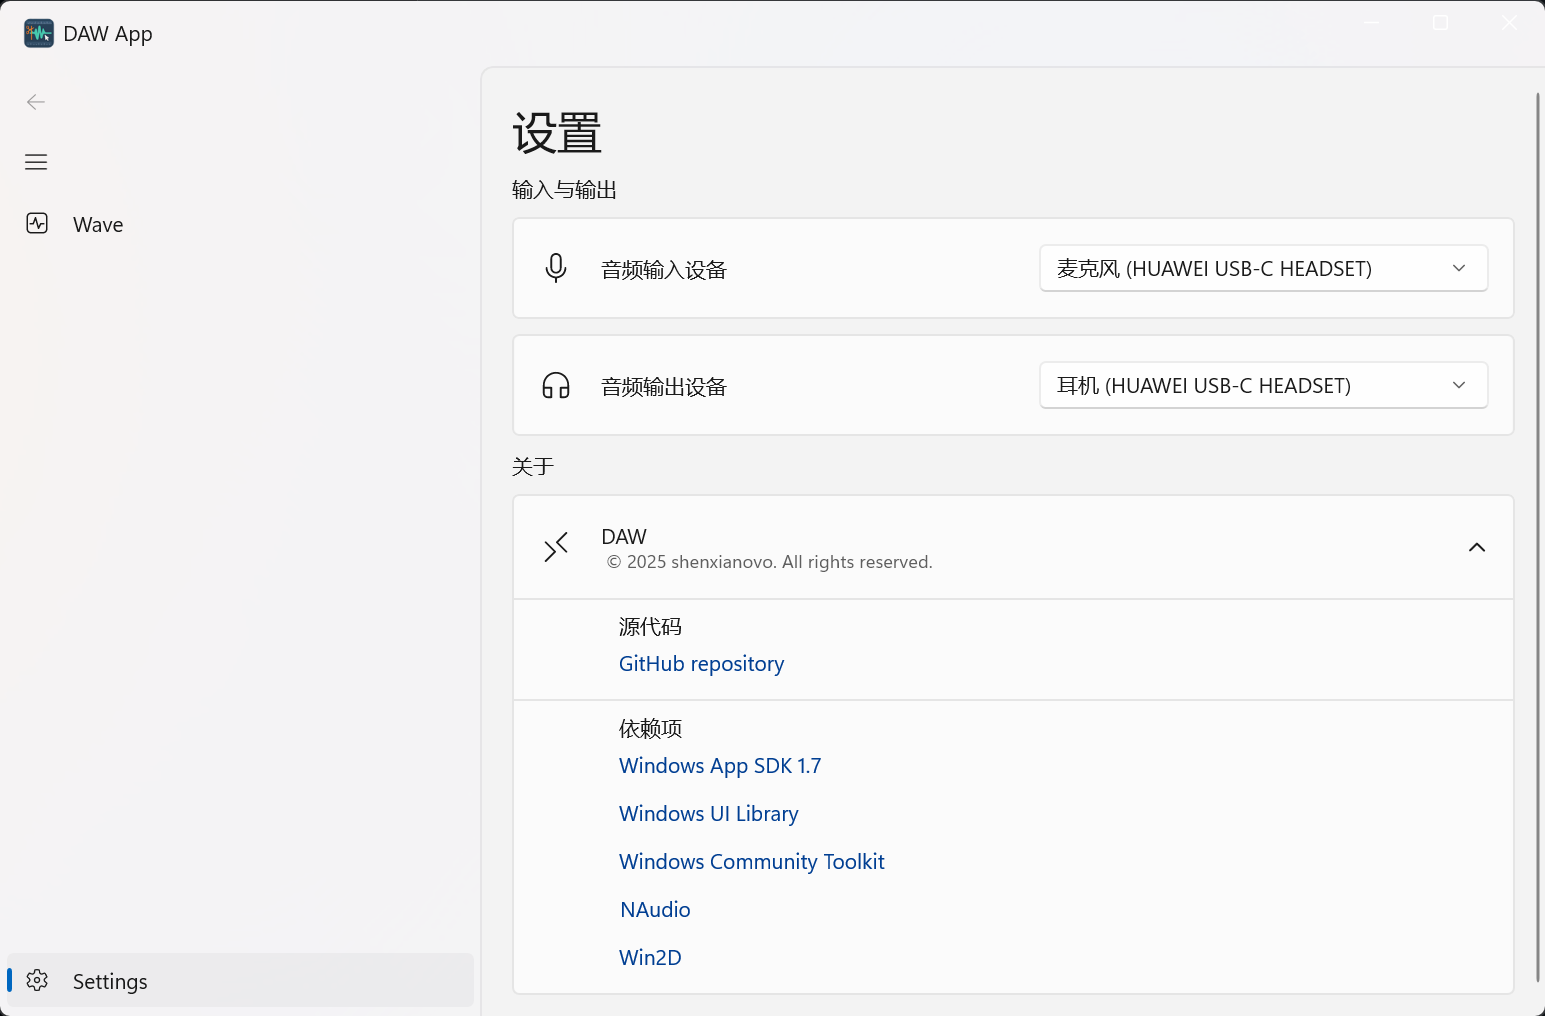 DAW App
Wave
Settings
设置
输入与输出
音频输入设备
麦克风 (HUAWEI USB-C HEADSET)
音频输出设备
耳机 (HUAWEI USB-C HEADSET)
关于
DAW
© 2025 shenxianovo. All rights reserved.
源代码
GitHub repository
依赖项
Windows App SDK 1.7
Windows UI Library
Windows Community Toolkit
NAudio
Win2D